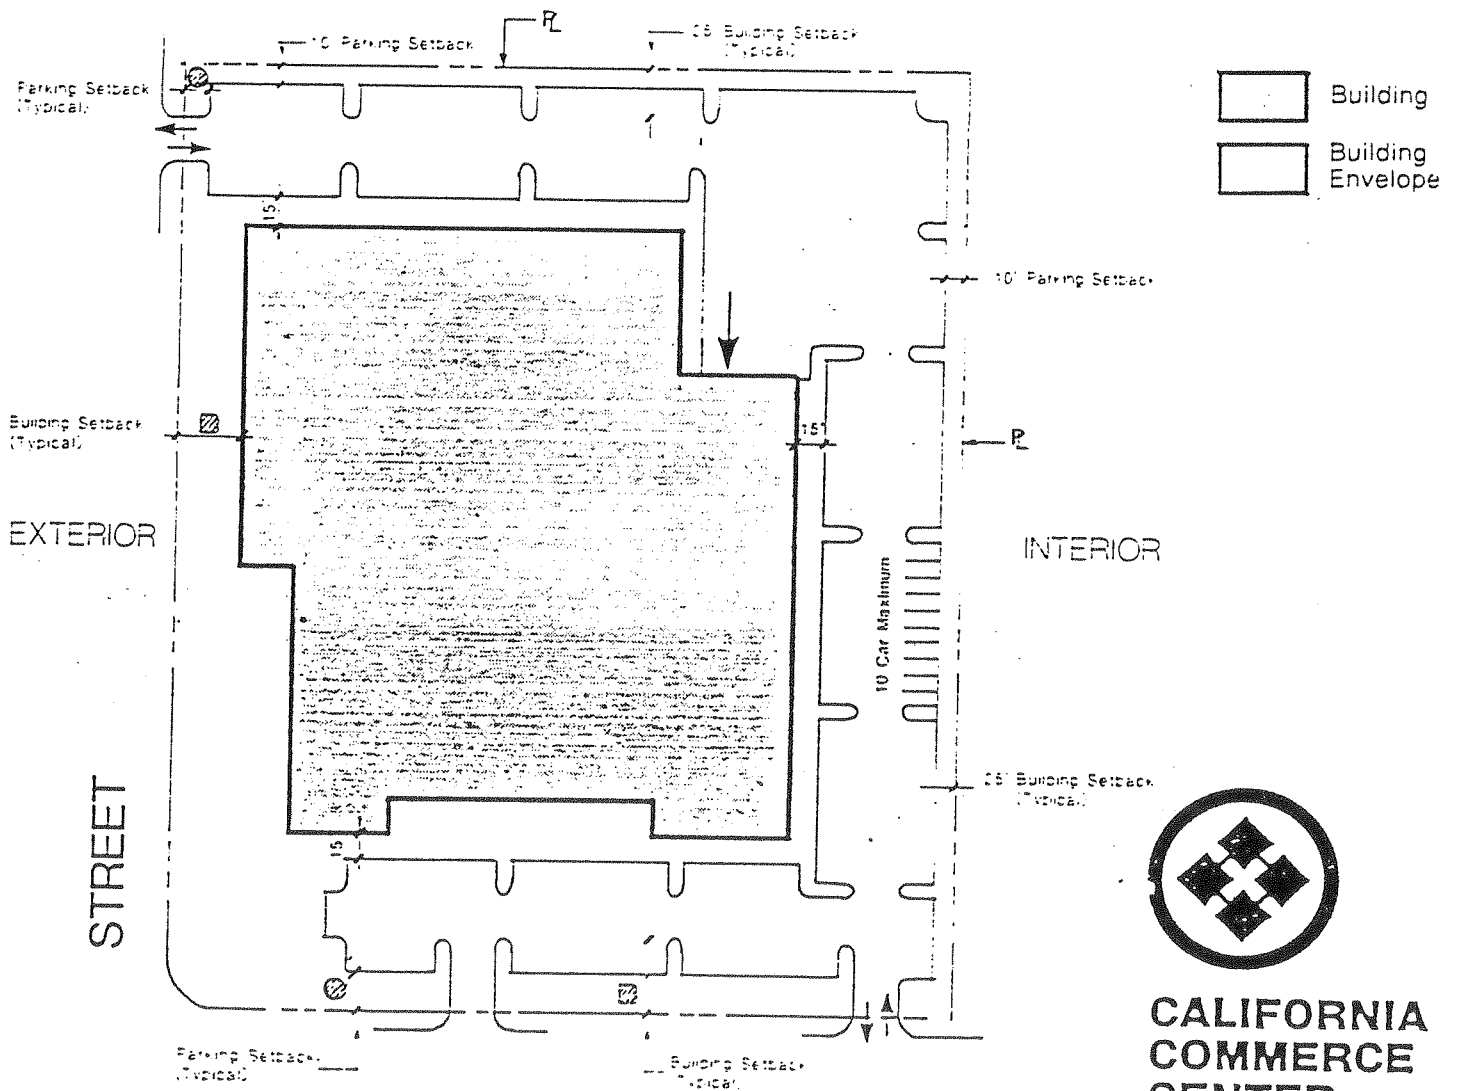 10' Parking Setback
PL
25' Building Setback
(Typical)
Parking Setback
(Typical)
Building
Building
Envelope
15'
10' Parking Setback
Building Setback
(Typical)
15'
PL
EXTERIOR
INTERIOR
10 Car Maximum
25' Building Setback
(Typical)
STREET
15'
Parking Setback
(Typical)
Building Setback
(Typical)
CALIFORNIA
COMMERCE
CENTER